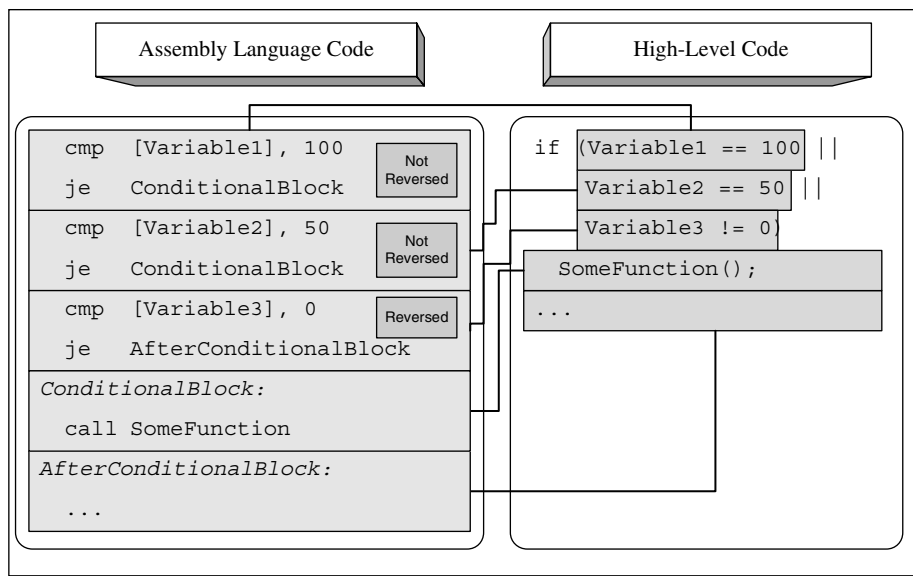 Assembly Language Code
High-Level Code
cmp [Variable1], 100
Not
Reversed
je ConditionalBlock
cmp [Variable2], 50
Not
Reversed
je ConditionalBlock
cmp [Variable3], 0
Reversed
je AfterConditionalBlock
ConditionalBlock:
call SomeFunction
AfterConditionalBlock:
...
if (Variable1 == 100 ||
Variable2 == 50 ||
Variable3 != 0)
SomeFunction();
...